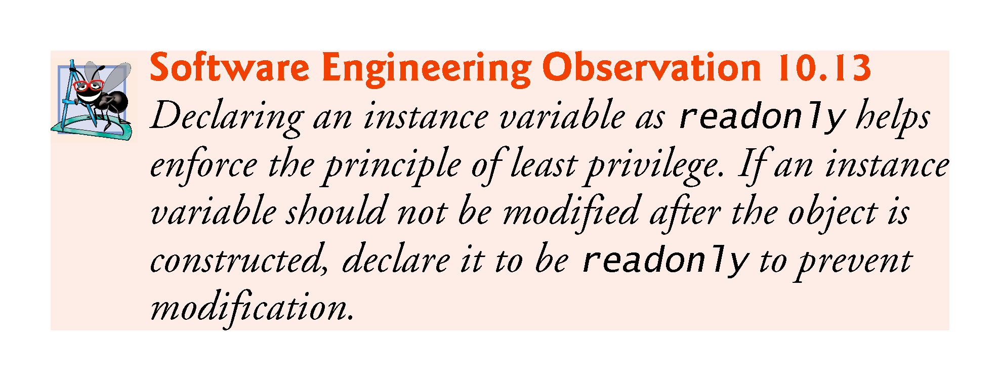 Software Engineering Observation 10.13
Declaring an instance variable as readonly helps
enforce the principle of least privilege. If an instance
variable should not be modified after the object is
constructed, declare it to be readonly to prevent
modification.